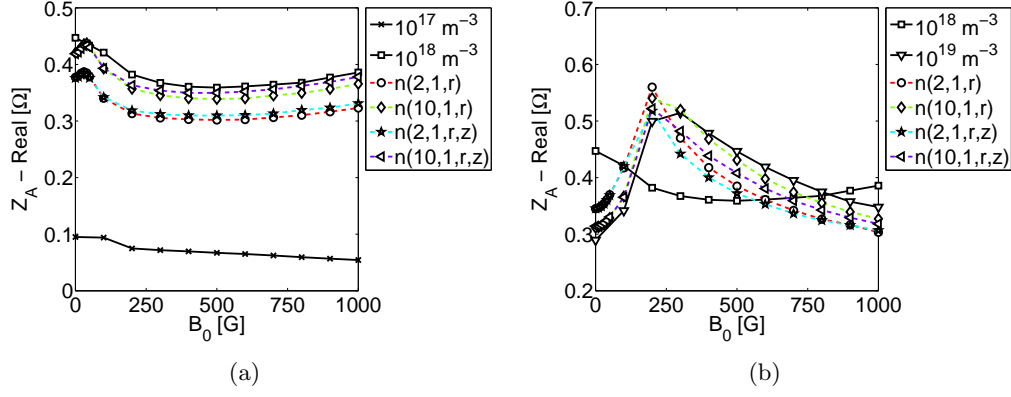 (a)
0.5
0.4
0.3
0.2
0.1
0
Z_A − Real [Ω]
0 250 500 750 1000
B_0 [G]
10^17 m^−3
10^18 m^−3
n(2,1,r)
n(10,1,r)
n(2,1,r,z)
n(10,1,r,z)
(a)
(b)
0.7
0.6
0.5
0.4
0.3
0.2
Z_A − Real [Ω]
0 250 500 750 1000
B_0 [G]
10^18 m^−3
10^19 m^−3
n(2,1,r)
n(10,1,r)
n(2,1,r,z)
n(10,1,r,z)
(b)